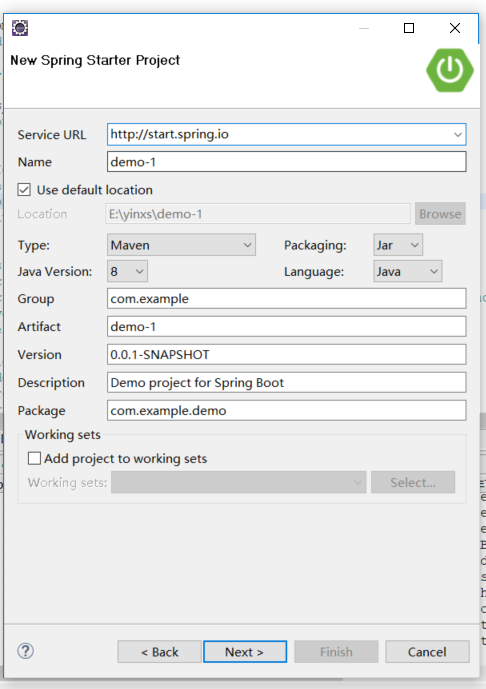 New Spring Starter Project
Service URL http://start.spring.io
Name demo-1
Use default location
Location E:\yinxs\demo-1 Browse
Type: Maven Packaging: Jar
Java Version: 8 Language: Java
Group com.example
Artifact demo-1
Version 0.0.1-SNAPSHOT
Description Demo project for Spring Boot
Package com.example.demo
Working sets
Add project to working sets
Working sets: Select...
? < Back Next > Finish Cancel